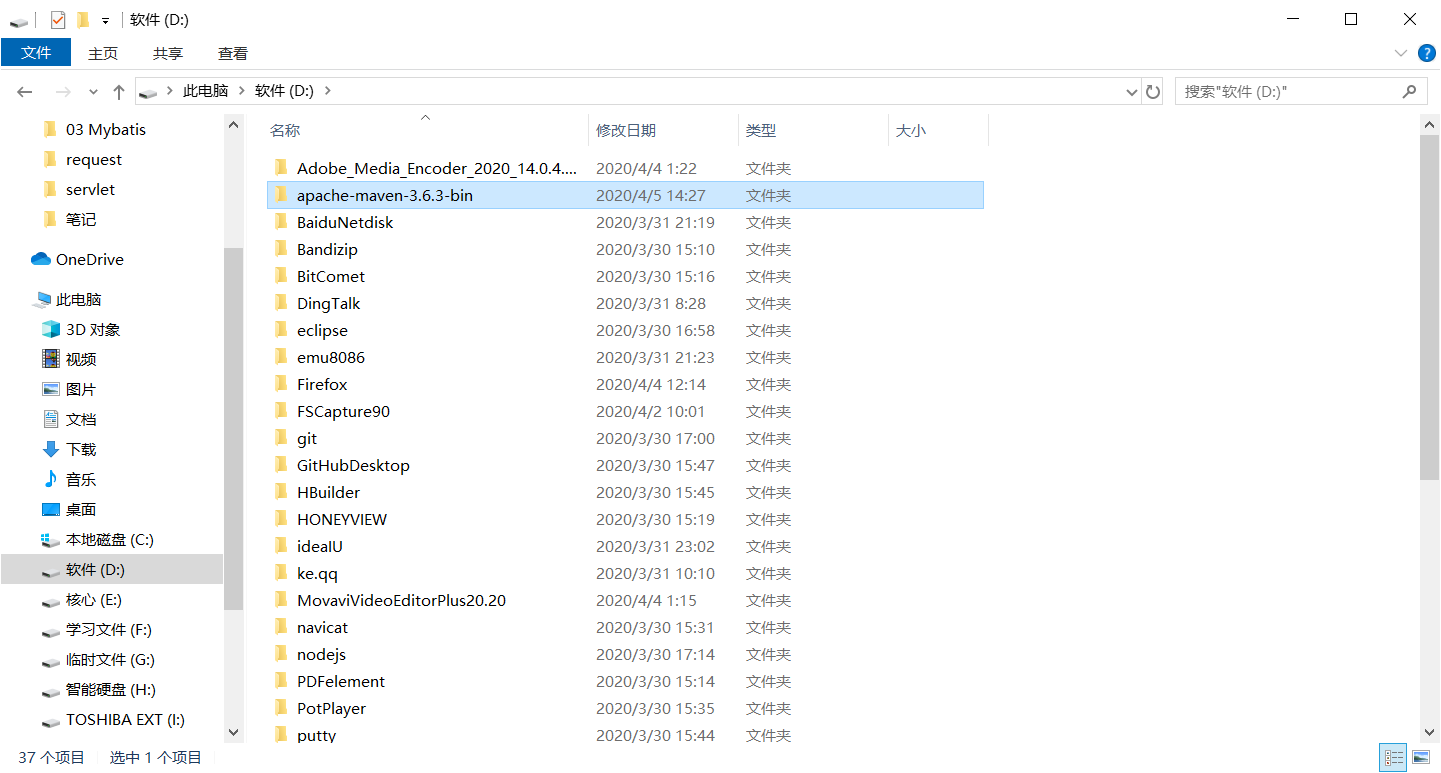 软件 (D:)
文件 主页 共享 查看
此电脑 软件 (D:) 搜索"软件 (D:)"
03 Mybatis
request
servlet
笔记
OneDrive
此电脑
3D 对象
视频
图片
文档
下载
音乐
桌面
本地磁盘 (C:)
软件 (D:)
核心 (E:)
学习文件 (F:)
临时文件 (G:)
智能硬盘 (H:)
TOSHIBA EXT (I:)
名称 修改日期 类型 大小
Adobe_Media_Encoder_2020_14.0.4.... 2020/4/4 1:22 文件夹
apache-maven-3.6.3-bin 2020/4/5 14:27 文件夹
BaiduNetdisk 2020/3/31 21:19 文件夹
Bandizip 2020/3/30 15:10 文件夹
BitComet 2020/3/30 15:16 文件夹
DingTalk 2020/3/31 8:28 文件夹
eclipse 2020/3/30 16:58 文件夹
emu8086 2020/3/31 21:23 文件夹
Firefox 2020/4/4 12:14 文件夹
FSCapture90 2020/4/2 10:01 文件夹
git 2020/3/30 17:00 文件夹
GitHubDesktop 2020/3/30 15:47 文件夹
HBuilder 2020/3/30 15:45 文件夹
HONEYVIEW 2020/3/30 15:19 文件夹
ideaIU 2020/3/31 23:02 文件夹
ke.qq 2020/3/31 10:10 文件夹
MovaviVideoEditorPlus20.20 2020/4/4 1:15 文件夹
navicat 2020/3/30 15:31 文件夹
nodejs 2020/3/30 17:14 文件夹
PDFelement 2020/3/30 15:14 文件夹
PotPlayer 2020/3/30 15:35 文件夹
putty 2020/3/30 15:44 文件夹
37 个项目 选中 1 个项目